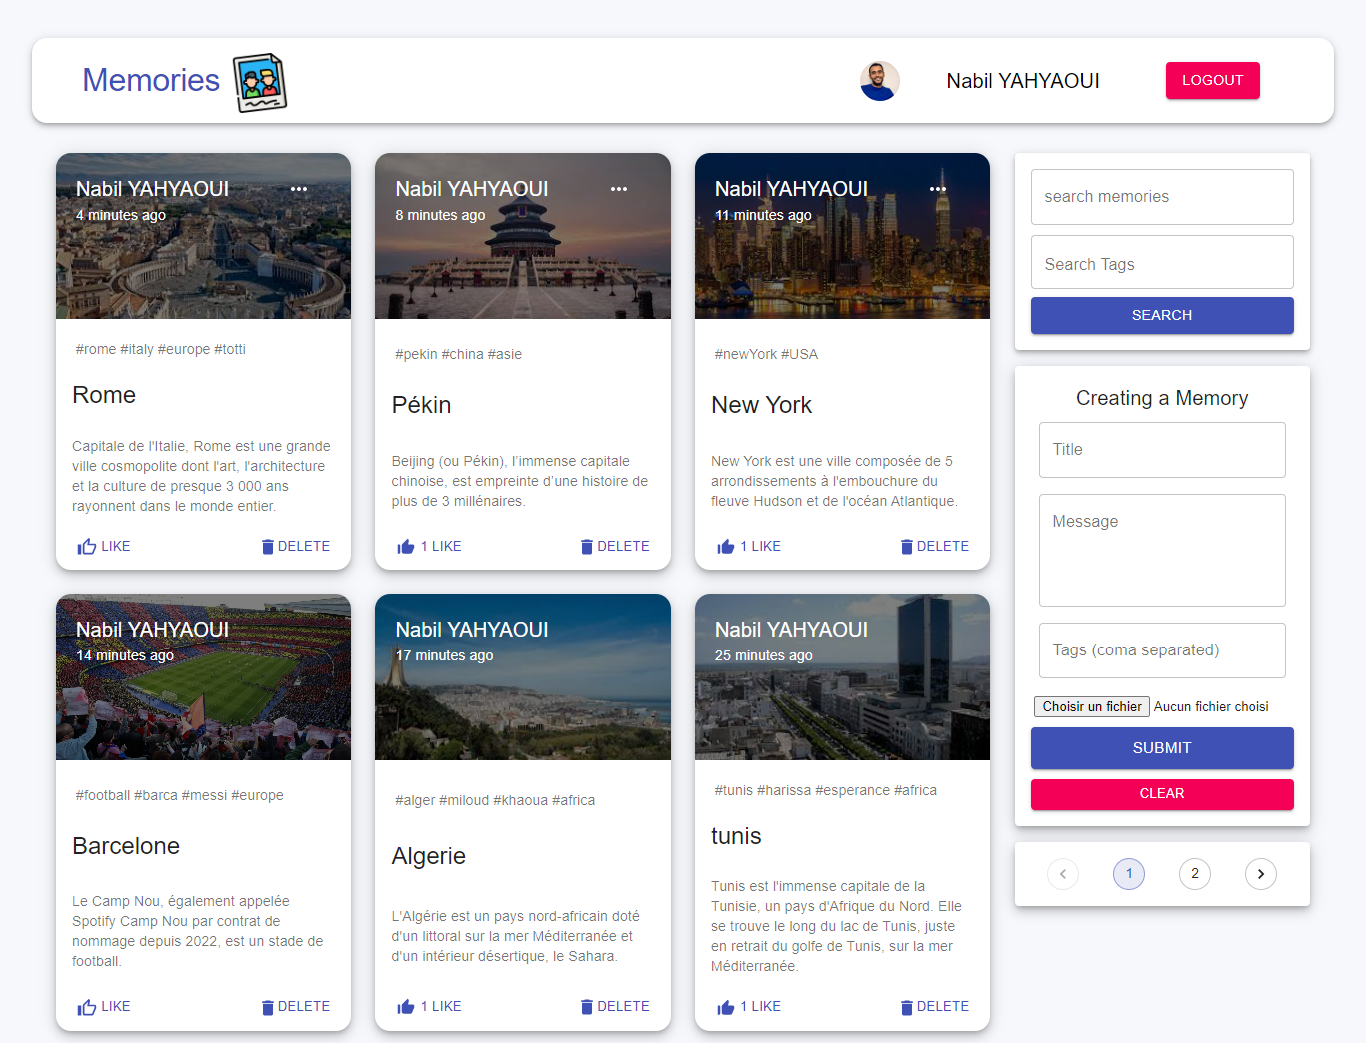 Memories
Nabil YAHYAOUI
LOGOUT
Nabil YAHYAOUI
4 minutes ago
#rome #italy #europe #totti
Rome
Capitale de l'Italie, Rome est une grande
ville cosmopolite dont l'art, l'architecture
et la culture de presque 3 000 ans
rayonnent dans le monde entier.
LIKE
DELETE
Nabil YAHYAOUI
8 minutes ago
#pekin #china #asie
Pékin
Beijing (ou Pékin), l’immense capitale
chinoise, est empreinte d’une histoire de
plus de 3 millénaires.
1 LIKE
DELETE
Nabil YAHYAOUI
11 minutes ago
#newYork #USA
New York
New York est une ville composée de 5
arrondissements à l'embouchure du
fleuve Hudson et de l'océan Atlantique.
1 LIKE
DELETE
Nabil YAHYAOUI
14 minutes ago
#football #barca #messi #europe
Barcelone
Le Camp Nou, également appelée
Spotify Camp Nou par contrat de
nommage depuis 2022, est un stade de
football.
LIKE
DELETE
Nabil YAHYAOUI
17 minutes ago
#alger #miloud #khaoua #africa
Algerie
L'Algérie est un pays nord-africain doté
d'un littoral sur la mer Méditerranée et
d'un intérieur désertique, le Sahara.
1 LIKE
DELETE
Nabil YAHYAOUI
25 minutes ago
#tunis #harissa #esperance #africa
tunis
Tunis est l'immense capitale de la
Tunisie, un pays d'Afrique du Nord. Elle
se trouve le long du lac de Tunis, juste
en retrait du golfe de Tunis, sur la mer
Méditerranée.
1 LIKE
DELETE
search memories
Search Tags
SEARCH
Creating a Memory
Title
Message
Tags (coma separated)
Choisir un fichier Aucun fichier choisi
SUBMIT
CLEAR
1
2